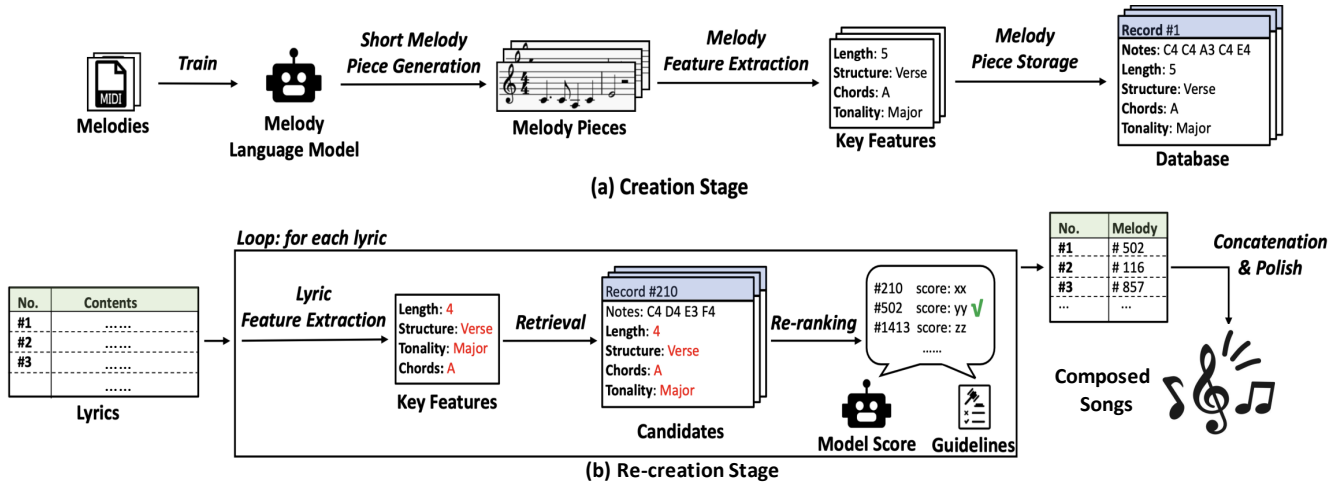 Train
Short Melody
Piece Generation
Melody
Feature Extraction
Melody
Piece Storage
MIDI
Melodies
Melody
Language Model
4
4
Melody Pieces
Length: 5
Structure: Verse
Chords: A
Tonality: Major
Key Features
Record #1
Notes: C4 C4 A3 C4 E4
Length: 5
Structure: Verse
Chords: A
Tonality: Major
Database
(a) Creation Stage
Loop: for each lyric
No. Contents
#1 ……
#2 ……
#3 ……
……
Lyrics
Lyric
Feature Extraction
Length: 4
Structure: Verse
Tonality: Major
Chords: A
Key Features
Retrieval
Record #210
Notes: C4 D4 E3 F4
Length: 4
Structure: Verse
Chords: A
Tonality: Major
Candidates
Re-ranking
#210 score: xx
#502 score: yy √
#1413 score: zz
……
Model Score
Guidelines
No. Melody
#1 # 502
#2 # 116
#3 # 857
... ...
Concatenation
& Polish
Composed
Songs
(b) Re-creation Stage